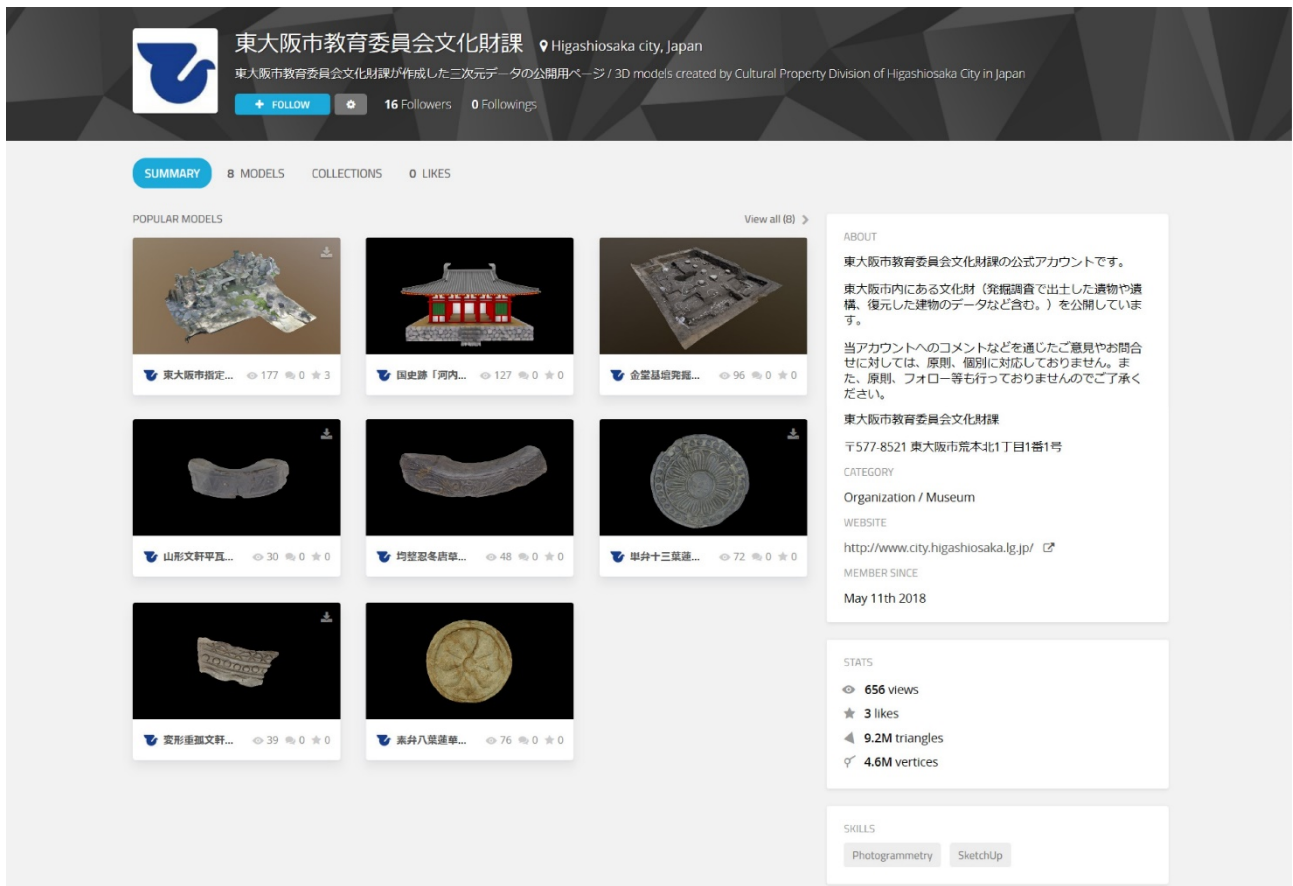 東大阪市教育委員会文化財課 Higashiosaka city, Japan
東大阪市教育委員会文化財課が作成した三次元データの公開用ページ / 3D models created by Cultural Property Division of Higashiosaka City in Japan
+ FOLLOW 16 Followers 0 Followings
SUMMARY 8 MODELS COLLECTIONS 0 LIKES
POPULAR MODELS View all (8)
東大阪市指定... 177 0 3
国史跡「河内... 127 0 0
金堂基壇発掘... 96 0 0
山形文軒平瓦... 30 0 0
均整忍冬唐草... 48 0 0
単弁十三葉蓮... 72 0 0
変形重弧文軒... 39 0 0
素弁八葉蓮華... 76 0 0
ABOUT
東大阪市教育委員会文化財課の公式アカウントです。
東大阪市内にある文化財（発掘調査で出土した遺物や遺
構、復元した建物のデータなど含む。）を公開していま
す。
当アカウントへのコメントなどを通じたご意見やお問合
せに対しては、原則、個別に対応しておりません。ま
た、原則、フォロー等も行っておりませんのでご了承く
ださい。
東大阪市教育委員会文化財課
〒577-8521 東大阪市荒本北1丁目1番1号
CATEGORY
Organization / Museum
WEBSITE
http://www.city.higashiosaka.lg.jp/
MEMBER SINCE
May 11th 2018
STATS
656 views
3 likes
9.2M triangles
4.6M vertices
SKILLS
Photogrammetry SketchUp